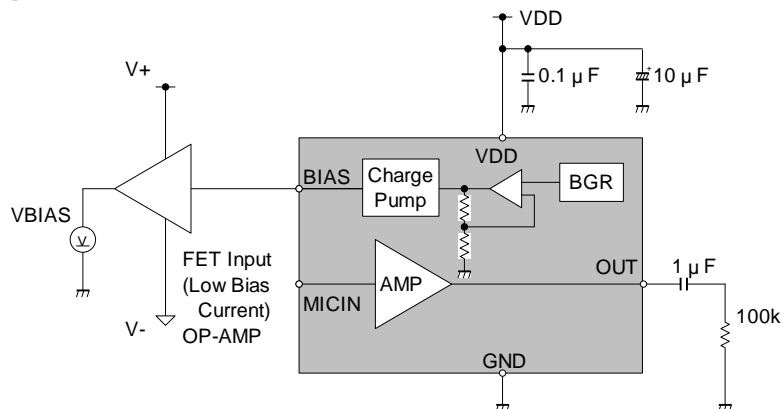 VDD
0.1 µF
10 µF
+
V+
VDD
BIAS
Charge
Pump
BGR
VBIAS
V
FET Input
(Low Bias
Current)
OP-AMP
V-
MICIN
AMP
OUT
1 µF
100k
GND